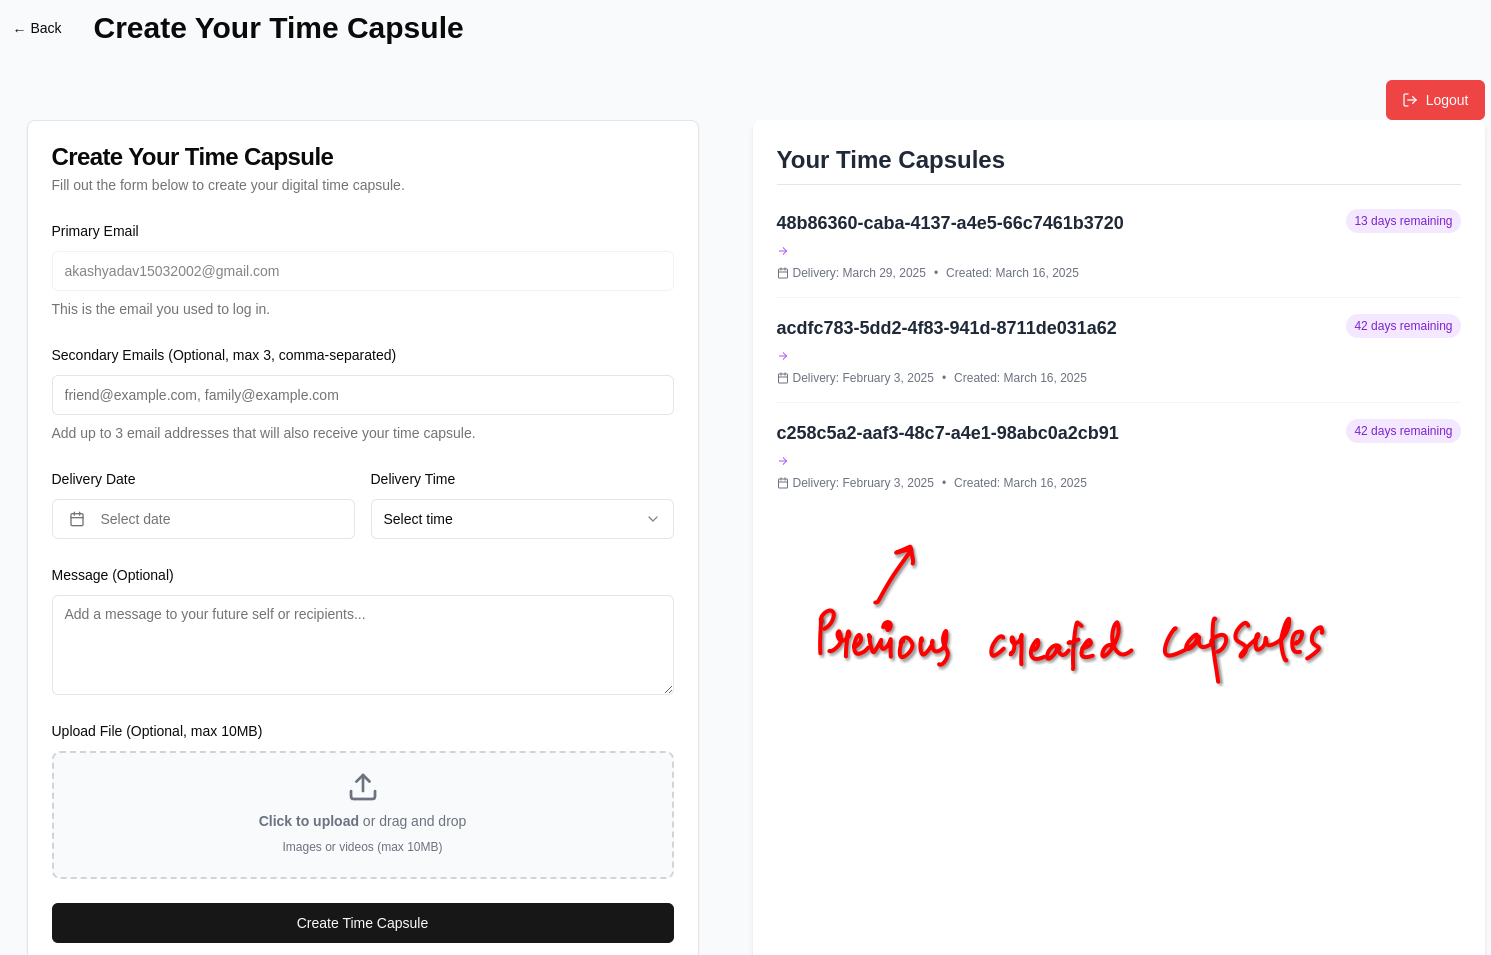 ← Back
Create Your Time Capsule
Logout
Create Your Time Capsule
Fill out the form below to create your digital time capsule.
Primary Email
akashyadav15032002@gmail.com
This is the email you used to log in.
Secondary Emails (Optional, max 3, comma-separated)
friend@example.com, family@example.com
Add up to 3 email addresses that will also receive your time capsule.
Delivery Date
Delivery Time
Select date
Select time
Message (Optional)
Add a message to your future self or recipients...
Upload File (Optional, max 10MB)
Click to upload or drag and drop
Images or videos (max 10MB)
Create Time Capsule
Your Time Capsules
48b86360-caba-4137-a4e5-66c7461b3720
13 days remaining
Delivery: March 29, 2025 • Created: March 16, 2025
acdfc783-5dd2-4f83-941d-8711de031a62
42 days remaining
Delivery: February 3, 2025 • Created: March 16, 2025
c258c5a2-aaf3-48c7-a4e1-98abc0a2cb91
42 days remaining
Delivery: February 3, 2025 • Created: March 16, 2025
Previous created capsules